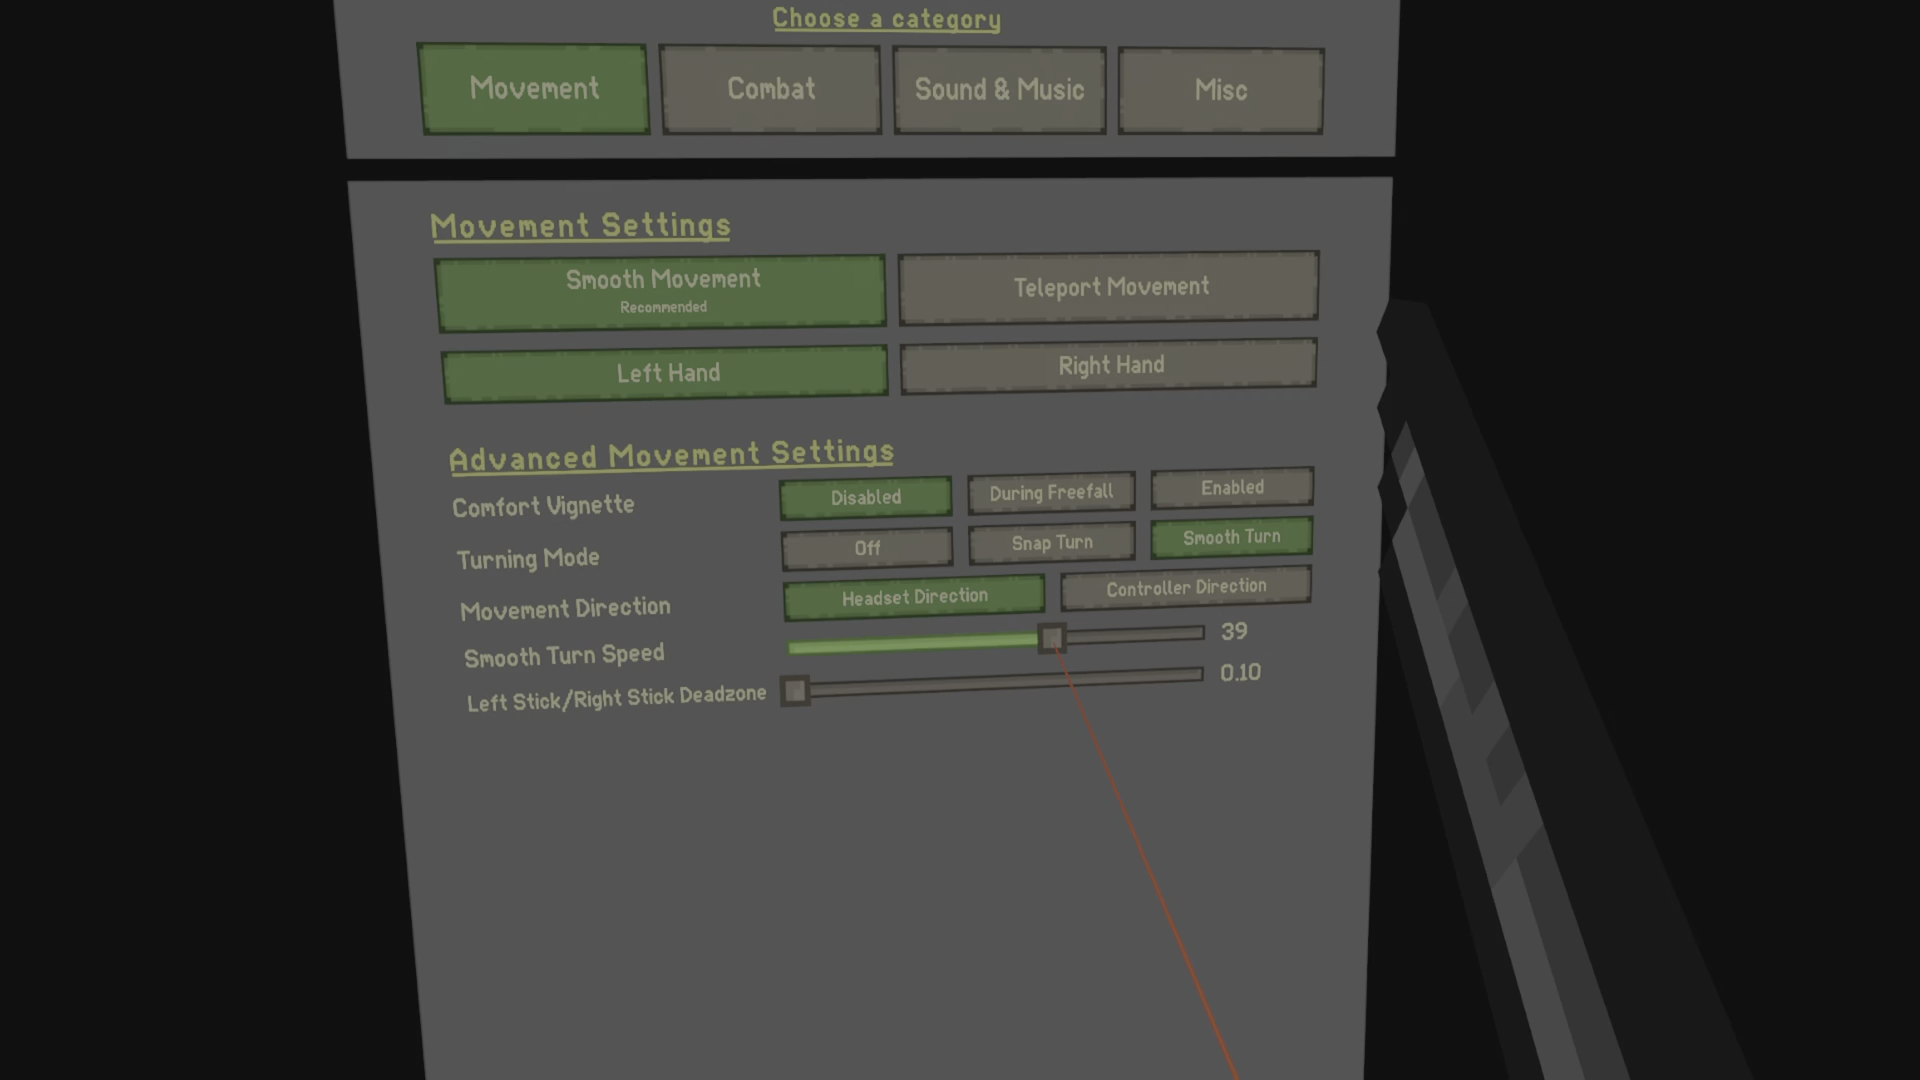 Choose a category
Movement
Combat
Sound & Music
Misc
Movement Settings
Smooth Movement
Recommended
Teleport Movement
Left Hand
Right Hand
Advanced Movement Settings
Comfort Vignette
Disabled
During Freefall
Enabled
Turning Mode
Off
Snap Turn
Smooth Turn
Movement Direction
Headset Direction
Controller Direction
Smooth Turn Speed
39
Left Stick/Right Stick Deadzone
0.10